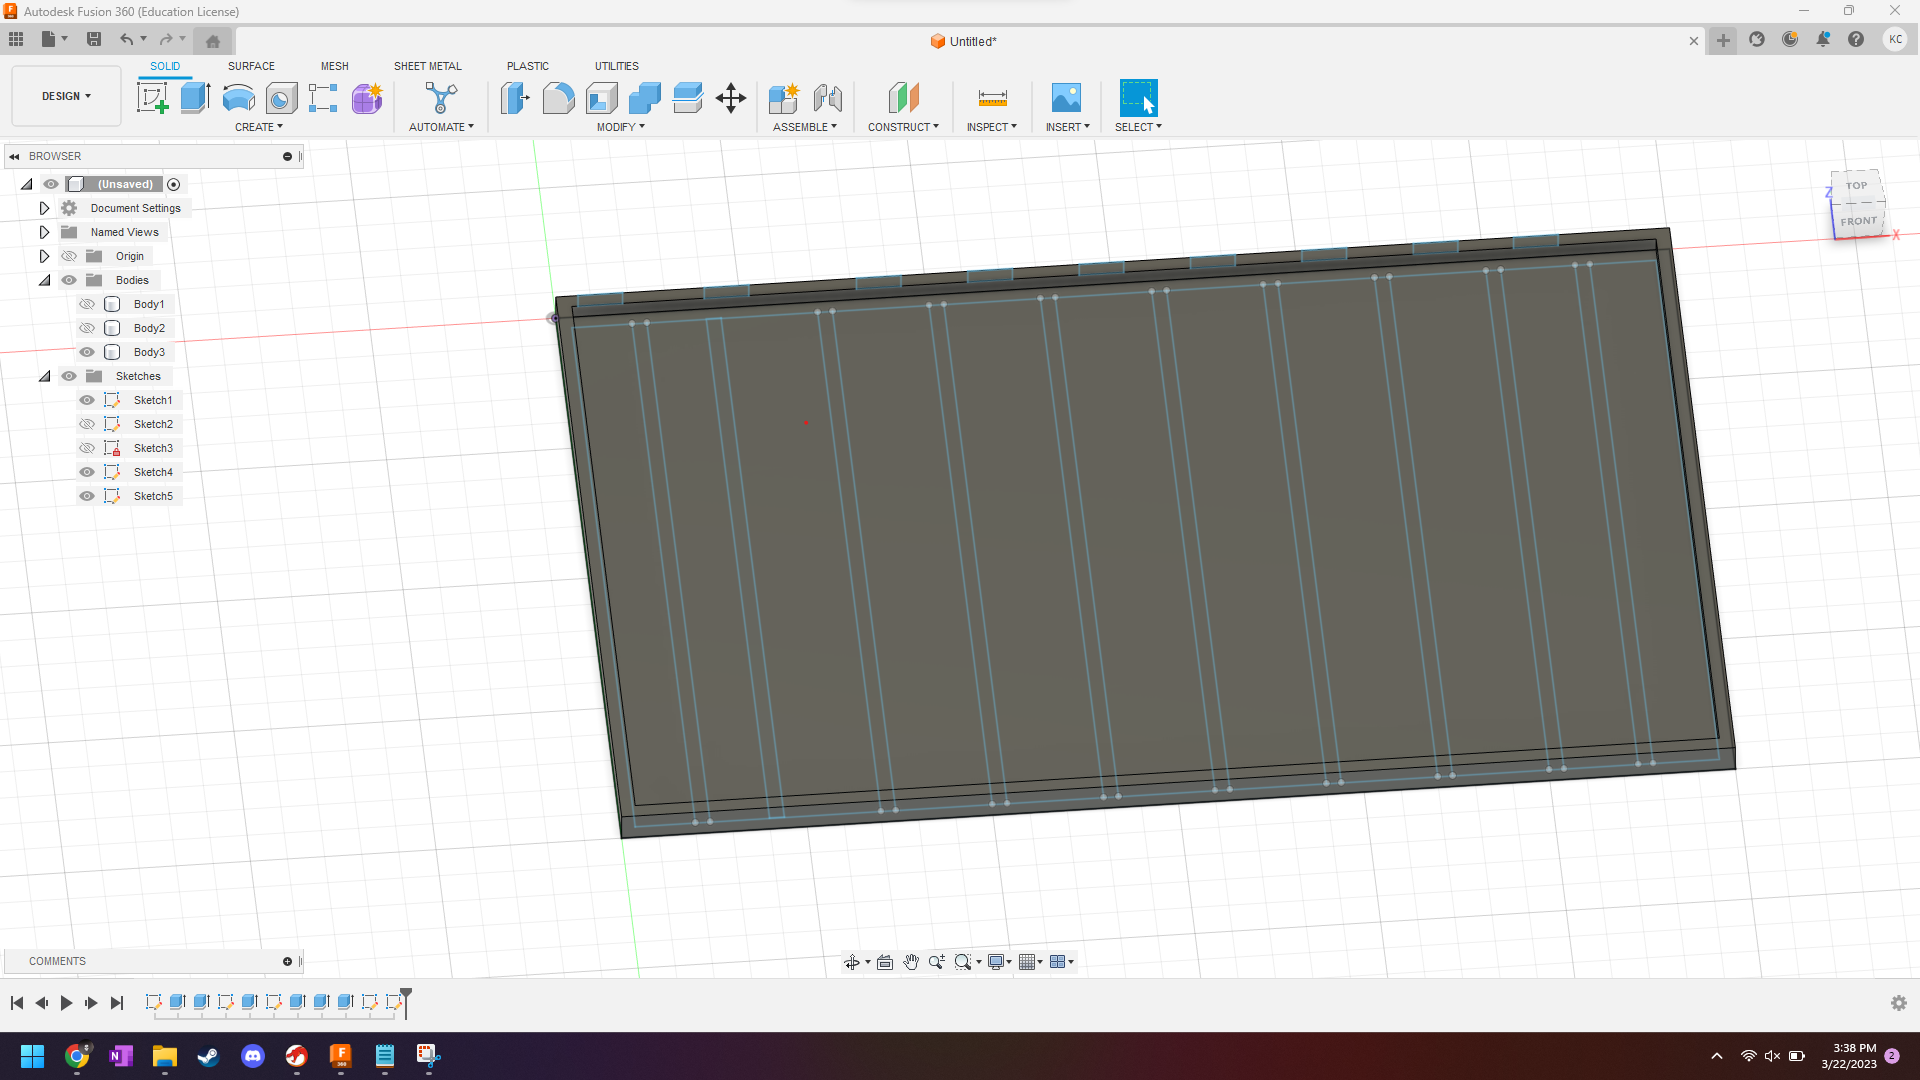 Autodesk Fusion 360 (Education License)
Untitled*
KC
DESIGN
SOLID SURFACE MESH SHEET METAL PLASTIC UTILITIES
CREATE AUTOMATE MODIFY ASSEMBLE CONSTRUCT INSPECT INSERT SELECT
BROWSER
(Unsaved)
Document Settings
Named Views
Origin
Bodies
Body1
Body2
Body3
Sketches
Sketch1
Sketch2
Sketch3
Sketch4
Sketch5
TOP
Z
FRONT
X
COMMENTS
N
F
360
3:38 PM
3/22/2023
2